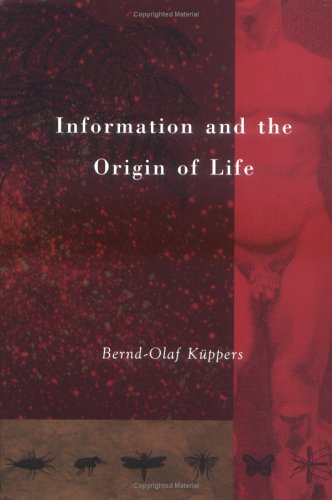 Copyrighted Material
Information and the
Origin of Life
Bernd-Olaf Küppers
Copyrighted Material